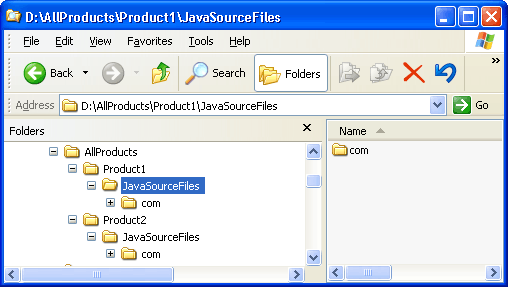 D:\AllProducts\Product1\JavaSourceFiles
File Edit View Favorites Tools Help
Back Search Folders
Address D:\AllProducts\Product1\JavaSourceFiles Go
Folders
Name
AllProducts
Product1
JavaSourceFiles
com
Product2
JavaSourceFiles
com
com